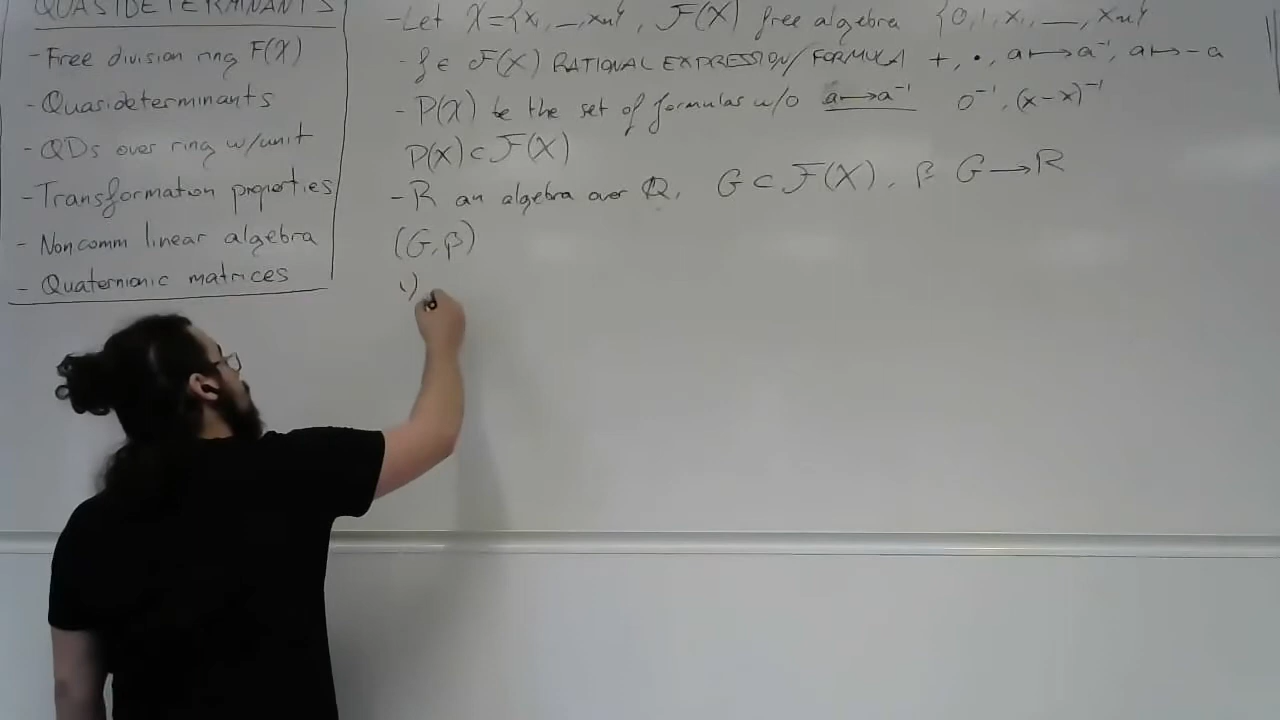 QUASIDETERMINANTS
- Free division ring F(X)
- Quasideterminants
- QDs over ring w/unit
- Transformation properties
- Noncomm linear algebra
- Quaternionic matrices
- Let X={x, _, xn}, F(X) free algebra {0,1,x, __, xn}
- f ∈ F(X) RATIONAL EXPRESSION/FORMULA +, ·, a↦a⁻¹, a↦-a
- P(X) be the set of formulas w/o a↦a⁻¹ 0⁻¹, (x-x)⁻¹
P(X)⊂F(X)
- R an algebra over Q, G⊂F(X), β G→R
(G,β)
1)